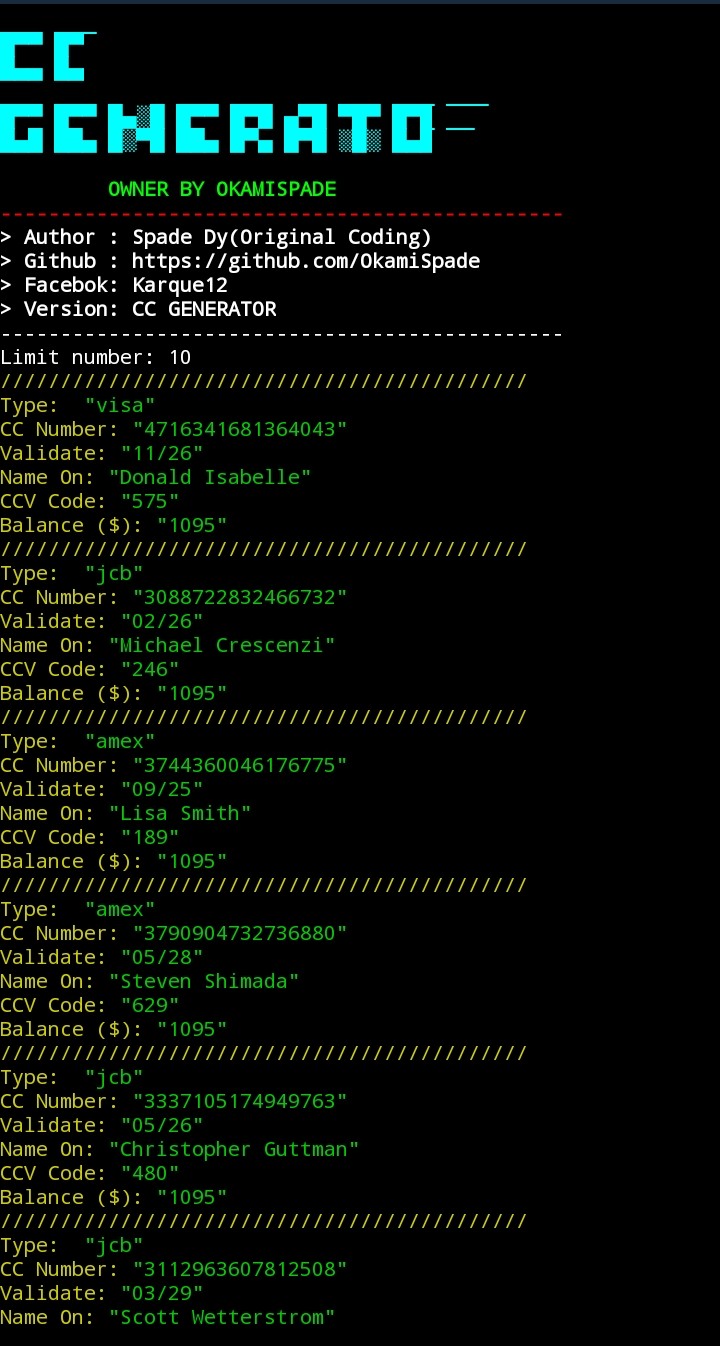 CC
GENERATO
OWNER BY OKAMISPADE
-----------------------------------------------
> Author : Spade Dy(Original Coding)
> Github : https://github.com/OkamiSpade
> Facebok: Karque12
> Version: CC GENERATOR
-----------------------------------------------
Limit number: 10
////////////////////////////////////////////
Type:  "visa"
CC Number: "4716341681364043"
Validate: "11/26"
Name On: "Donald Isabelle"
CCV Code: "575"
Balance ($): "1095"
////////////////////////////////////////////
Type:  "jcb"
CC Number: "3088722832466732"
Validate: "02/26"
Name On: "Michael Crescenzi"
CCV Code: "246"
Balance ($): "1095"
////////////////////////////////////////////
Type:  "amex"
CC Number: "3744360046176775"
Validate: "09/25"
Name On: "Lisa Smith"
CCV Code: "189"
Balance ($): "1095"
////////////////////////////////////////////
Type:  "amex"
CC Number: "3790904732736880"
Validate: "05/28"
Name On: "Steven Shimada"
CCV Code: "629"
Balance ($): "1095"
////////////////////////////////////////////
Type:  "jcb"
CC Number: "3337105174949763"
Validate: "05/26"
Name On: "Christopher Guttman"
CCV Code: "480"
Balance ($): "1095"
////////////////////////////////////////////
Type:  "jcb"
CC Number: "3112963607812508"
Validate: "03/29"
Name On: "Scott Wetterstrom"